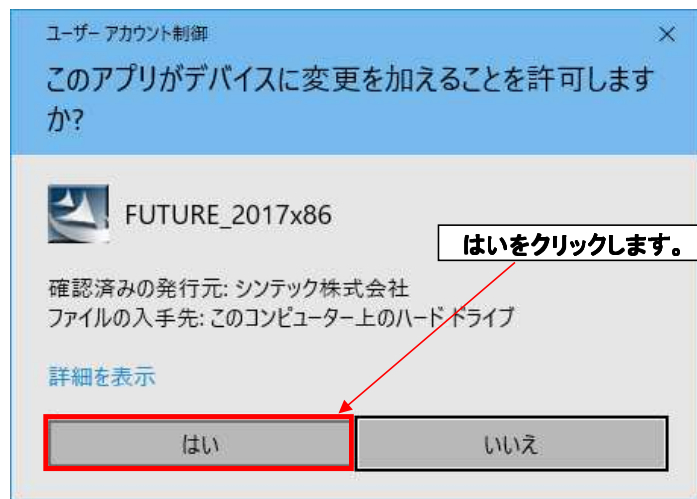 ユーザー アカウント制御
このアプリがデバイスに変更を加えることを許可します
か?
FUTURE_2017x86
はいをクリックします。
確認済みの発行元: シンテック株式会社
ファイルの入手先: このコンピューター上のハード ドライブ
詳細を表示
はい
いいえ